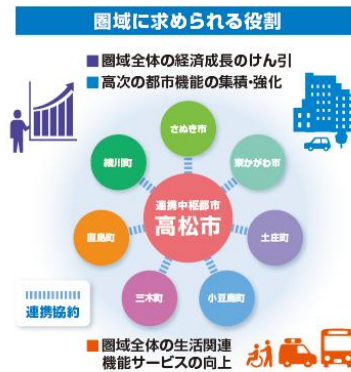 圏域に求められる役割
■圏域全体の経済成長のけん引
■高次の都市機能の集積・強化
さぬき市
綾川町
東かがわ市
連携中枢都市
高松市
直島町
土庄町
三木町
小豆島町
連携協約
■圏域全体の生活関連
機能サービスの向上